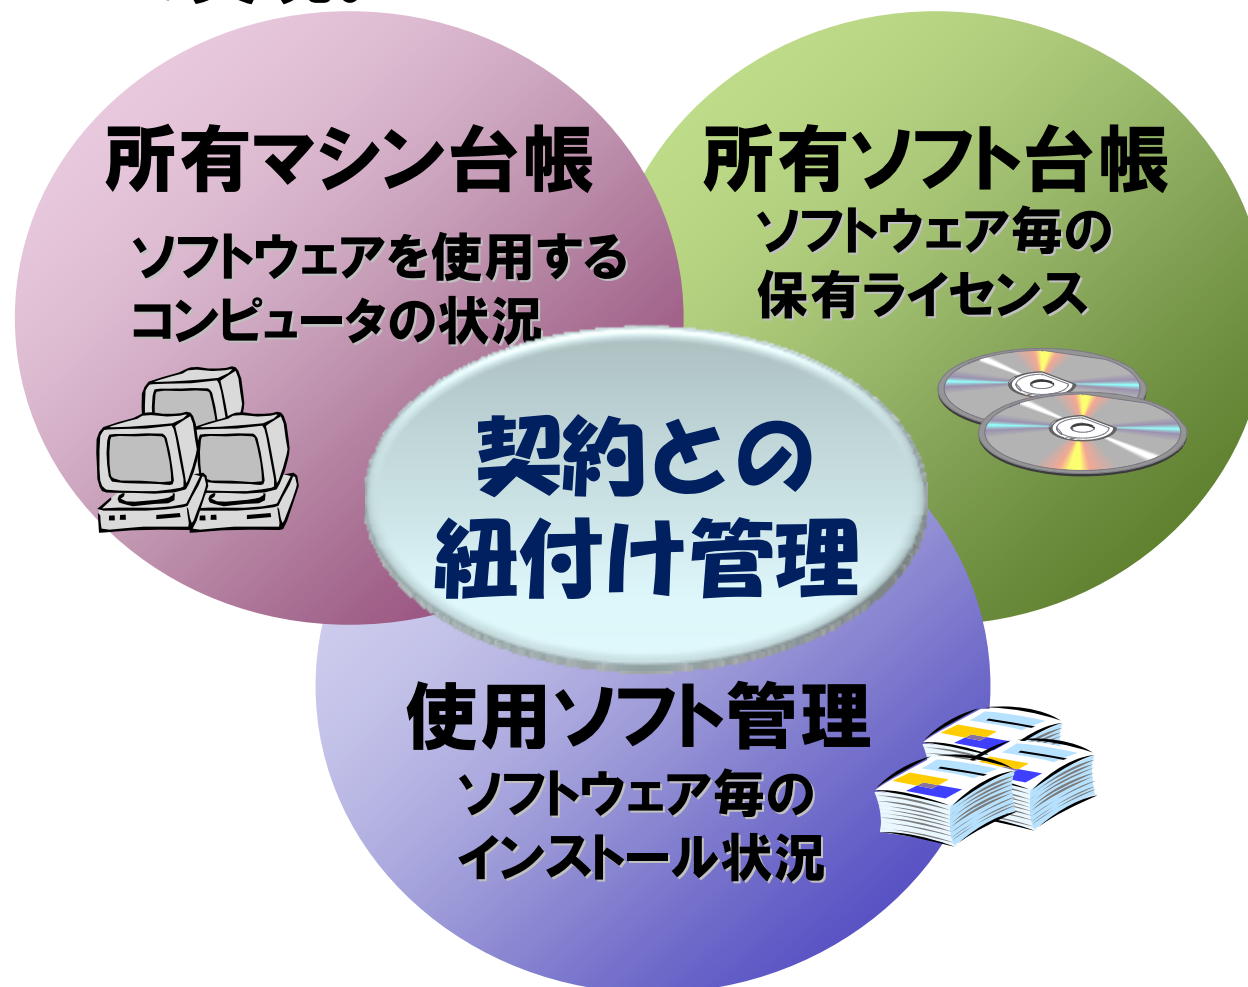 所有マシン台帳
ソフトウェアを使用する
コンピュータの状況
所有ソフト台帳
ソフトウェア毎の
保有ライセンス
契約との
紐付け管理
使用ソフト管理
ソフトウェア毎の
インストール状況